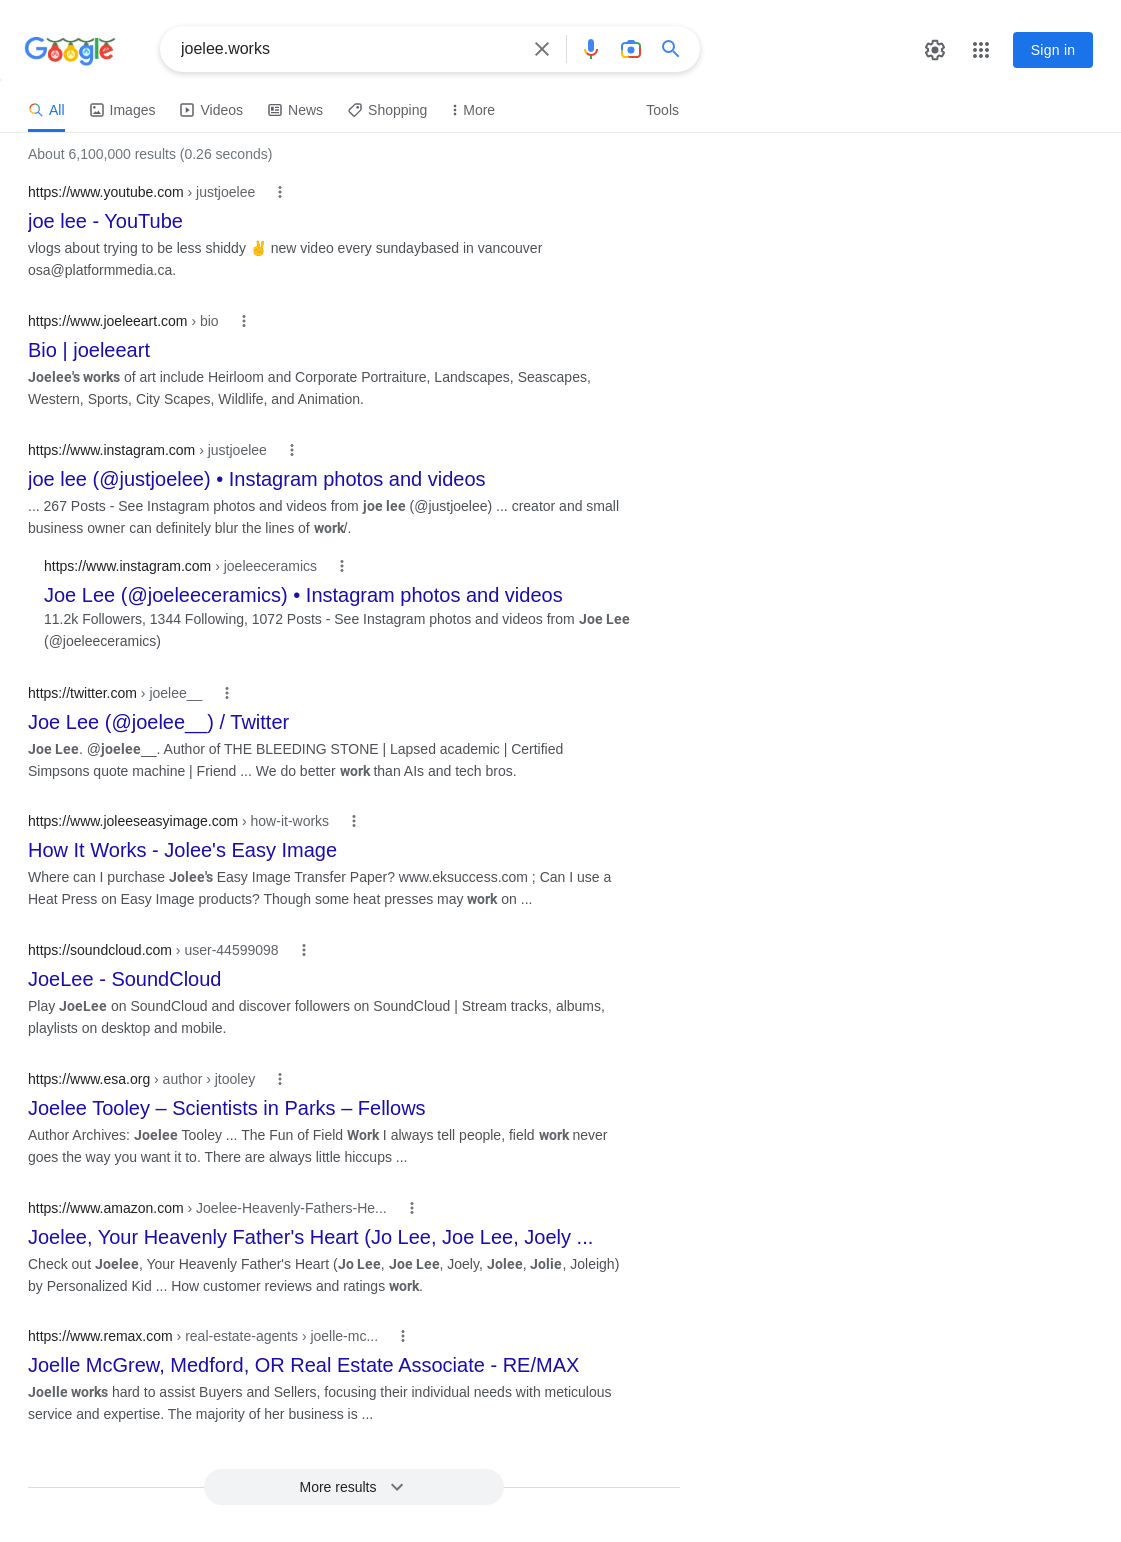 Google
joelee.works
Sign in
All
Images
Videos
News
Shopping
More
Tools
About 6,100,000 results (0.26 seconds)
https://www.youtube.com › justjoelee
joe lee - YouTube
vlogs about trying to be less shiddy ✌️ new video every sundaybased in vancouver
osa@platformmedia.ca.
https://www.joeleeart.com › bio
Bio | joeleeart
Joelee's works of art include Heirloom and Corporate Portraiture, Landscapes, Seascapes,
Western, Sports, City Scapes, Wildlife, and Animation.
https://www.instagram.com › justjoelee
joe lee (@justjoelee) • Instagram photos and videos
... 267 Posts - See Instagram photos and videos from joe lee (@justjoelee) ... creator and small
business owner can definitely blur the lines of work/.
https://www.instagram.com › joeleeceramics
Joe Lee (@joeleeceramics) • Instagram photos and videos
11.2k Followers, 1344 Following, 1072 Posts - See Instagram photos and videos from Joe Lee
(@joeleeceramics)
https://twitter.com › joelee__
Joe Lee (@joelee__) / Twitter
Joe Lee. @joelee__. Author of THE BLEEDING STONE | Lapsed academic | Certified
Simpsons quote machine | Friend ... We do better work than AIs and tech bros.
https://www.joleeseasyimage.com › how-it-works
How It Works - Jolee's Easy Image
Where can I purchase Jolee's Easy Image Transfer Paper? www.eksuccess.com ; Can I use a
Heat Press on Easy Image products? Though some heat presses may work on ...
https://soundcloud.com › user-44599098
JoeLee - SoundCloud
Play JoeLee on SoundCloud and discover followers on SoundCloud | Stream tracks, albums,
playlists on desktop and mobile.
https://www.esa.org › author › jtooley
Joelee Tooley – Scientists in Parks – Fellows
Author Archives: Joelee Tooley ... The Fun of Field Work I always tell people, field work never
goes the way you want it to. There are always little hiccups ...
https://www.amazon.com › Joelee-Heavenly-Fathers-He...
Joelee, Your Heavenly Father's Heart (Jo Lee, Joe Lee, Joely ...
Check out Joelee, Your Heavenly Father's Heart (Jo Lee, Joe Lee, Joely, Jolee, Jolie, Joleigh)
by Personalized Kid ... How customer reviews and ratings work.
https://www.remax.com › real-estate-agents › joelle-mc...
Joelle McGrew, Medford, OR Real Estate Associate - RE/MAX
Joelle works hard to assist Buyers and Sellers, focusing their individual needs with meticulous
service and expertise. The majority of her business is ...
More results